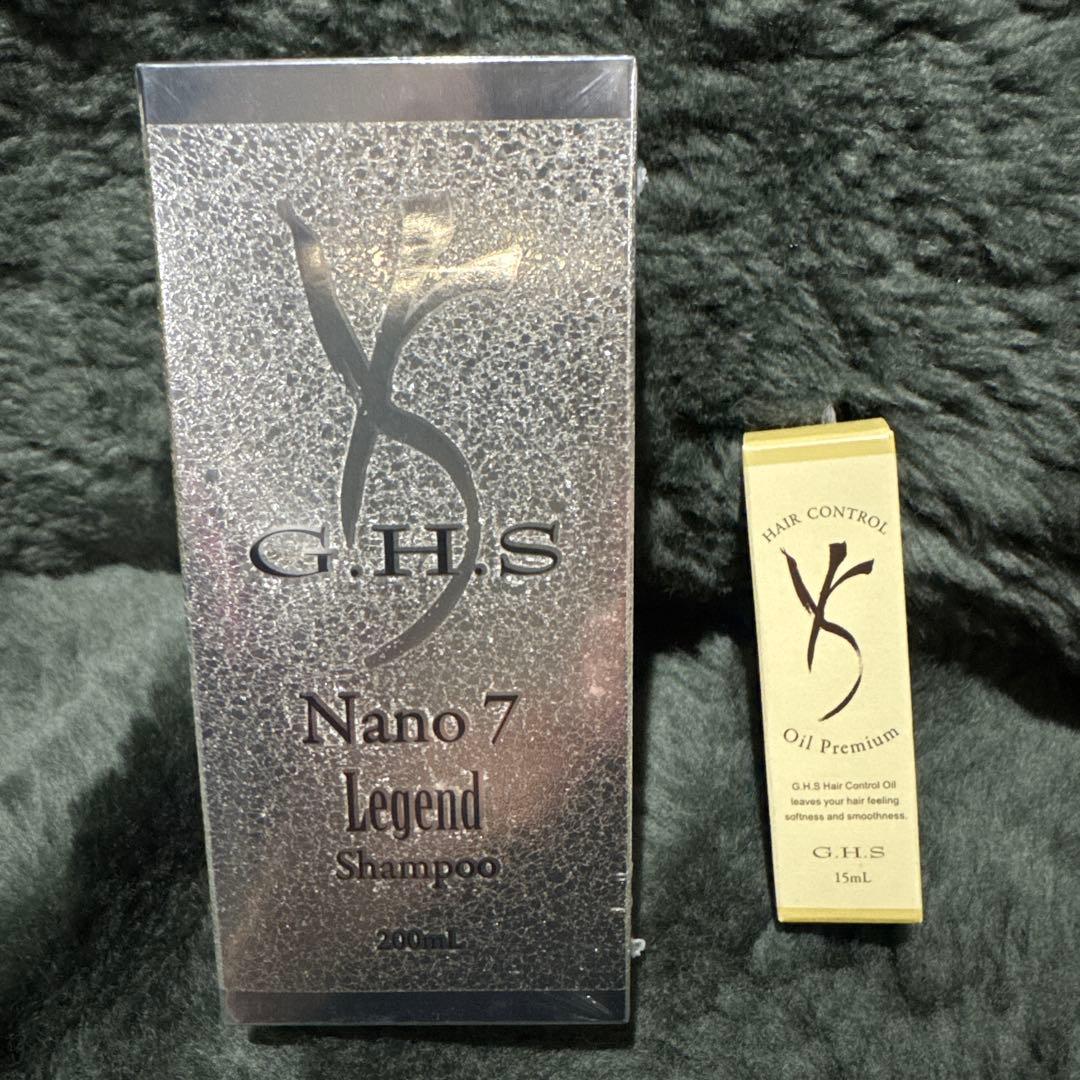 G.H.S
Nano 7
Legend
Shampoo
200mL
HAIR CONTROL
Oil Premium
G.H.S Hair Control Oil
leaves your hair feeling
softness and smoothness.
G.H.S
15mL